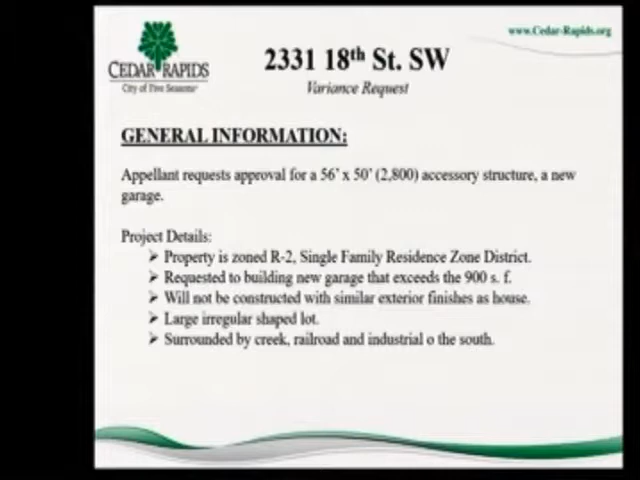 www.Cedar-Rapids.org
CEDAR RAPIDS
City of Five Seasons
2331 18th St. SW
Variance Request
GENERAL INFORMATION:
Appellant requests approval for a 56' x 50' (2,800) accessory structure, a new
garage.
Project Details:
➢ Property is zoned R-2, Single Family Residence Zone District.
➢ Requested to building new garage that exceeds the 900 s. f.
➢ Will not be constructed with similar exterior finishes as house.
➢ Large irregular shaped lot.
➢ Surrounded by creek, railroad and industrial o the south.